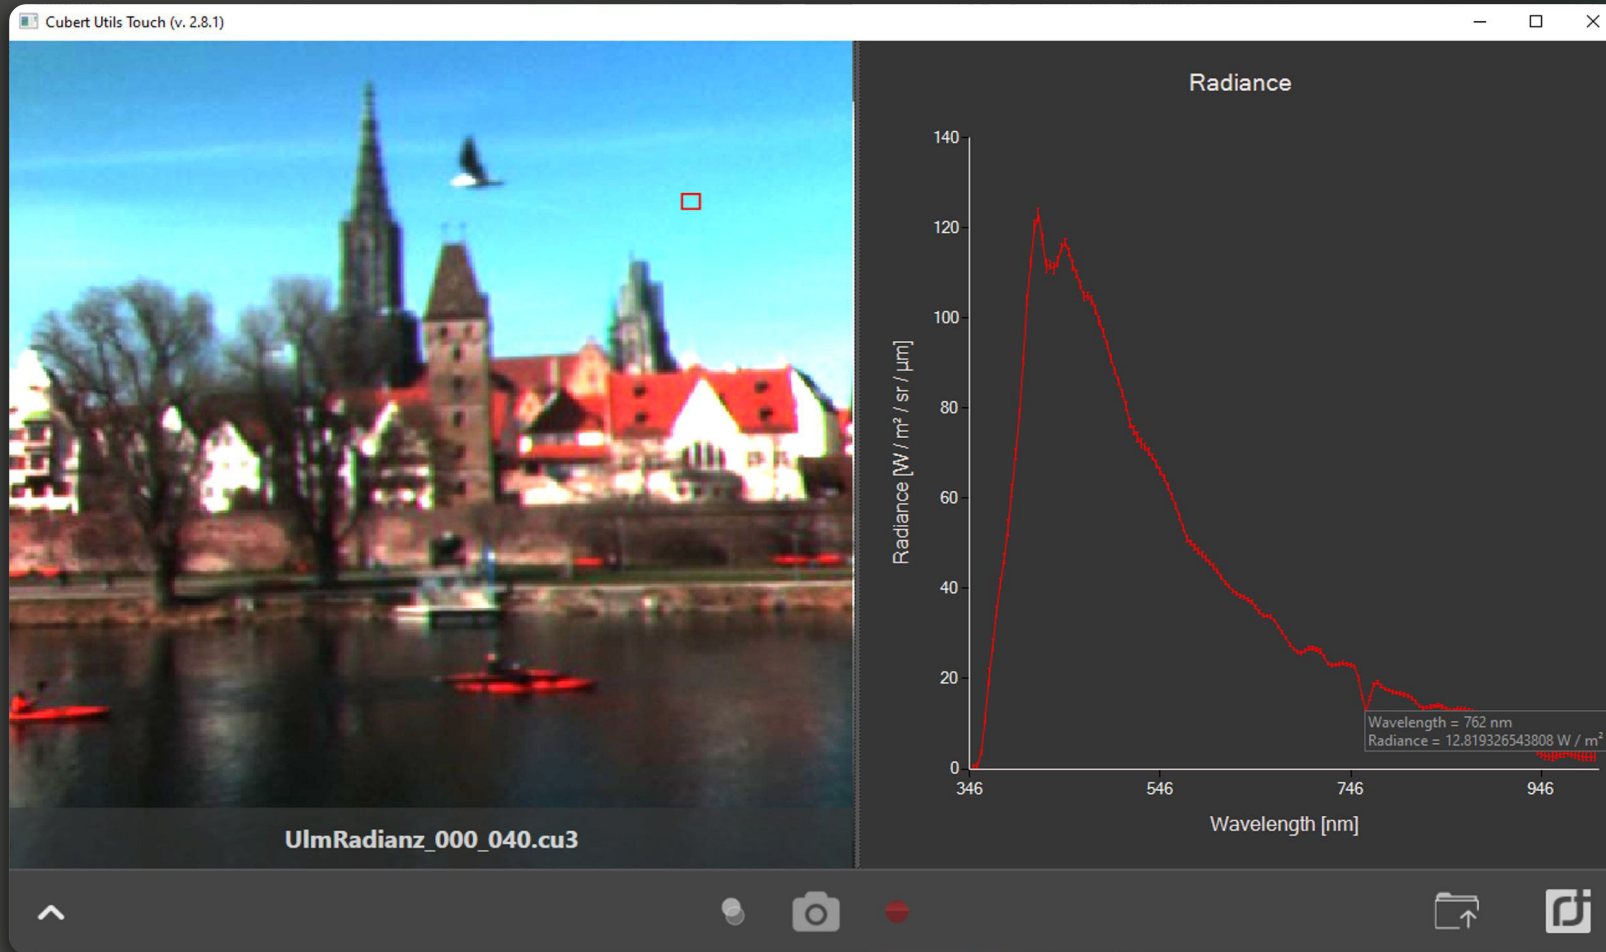 Cubert Utils Touch (v. 2.8.1)
Radiance
140
120
100
80
60
40
20
0
Radiance [W / m² / sr / µm]
Wavelength = 762 nm
Radiance = 12.819326543808 W / m²
346
546
746
946
Wavelength [nm]
UlmRadianz_000_040.cu3